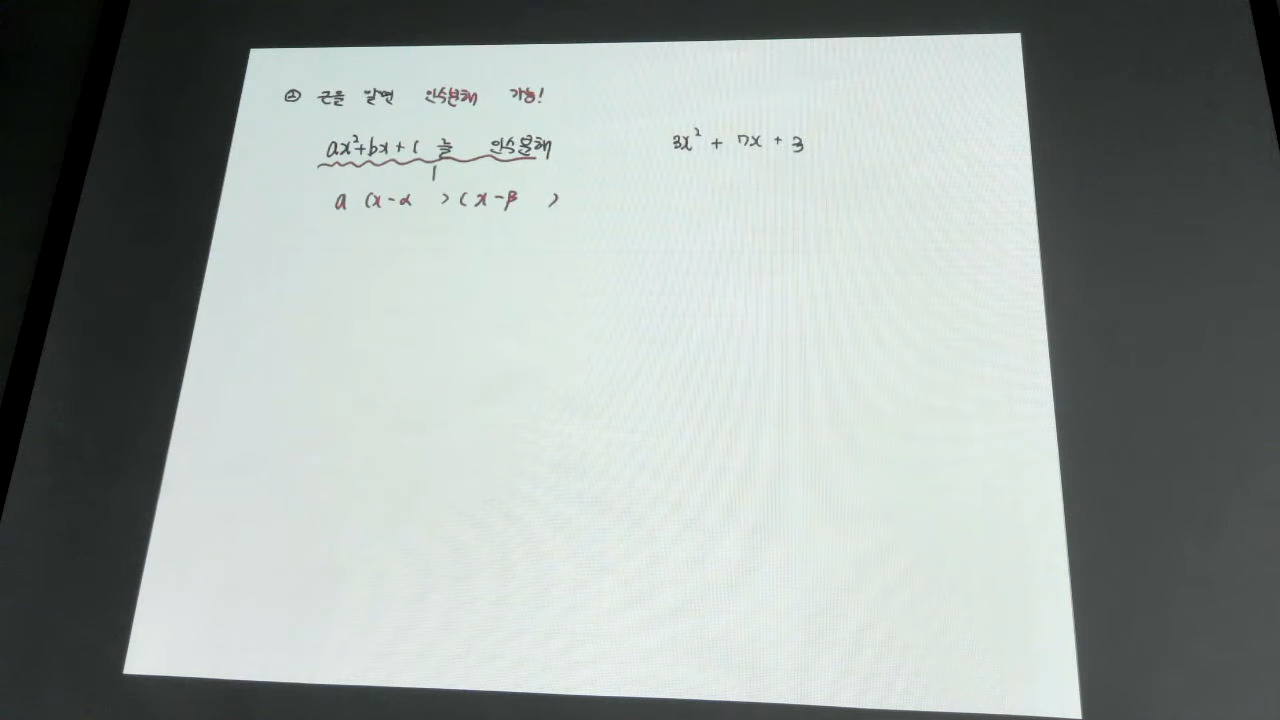 ② 근을 알면 인수분해 가능!
ax²+bx+c 를 인수분해
a (x-α )(x-β )
3x² + 7x + 3